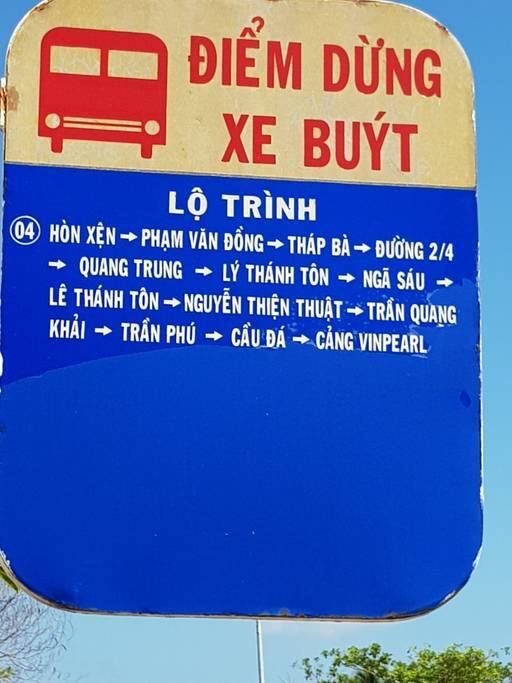 ĐIỂM DỪNG
XE BUÝT
LỘ TRÌNH
04 HÒN XỆN → PHẠM VĂN ĐỒNG → THÁP BÀ → ĐƯỜNG 2/4
→ QUANG TRUNG → LÝ THÁNH TÔN → NGÃ SÁU →
LÊ THÁNH TÔN → NGUYỄN THIỆN THUẬT → TRẦN QUANG
KHẢI → TRẦN PHÚ → CẦU ĐÁ → CẢNG VINPEARL